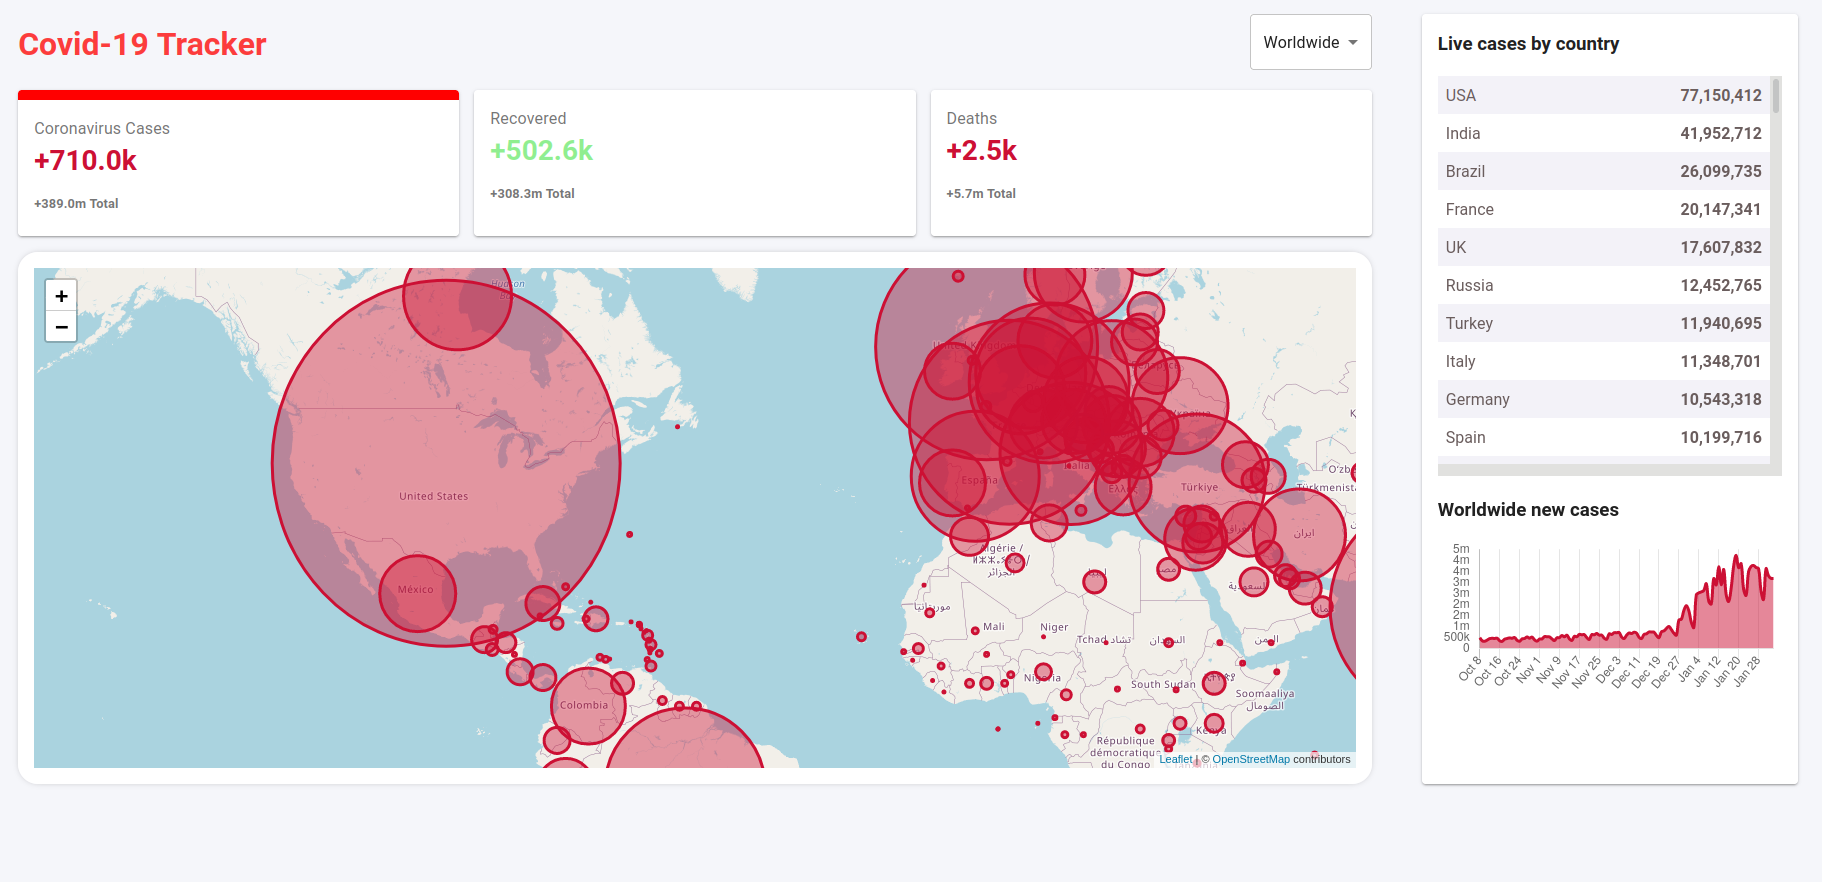 Covid-19 Tracker
Worldwide
Coronavirus Cases
+710.0k
+389.0m Total
Recovered
+502.6k
+308.3m Total
Deaths
+2.5k
+5.7m Total
+
−
Hudson
United States
México
Colombia
España
Italia
Türkiye
Україна
O'zb
Türkmenist
ایران
Algérie /
الجزائر
ليبيا
مصر
السعودية
موريتانيا
Mali
Niger
Tchad تشاد
السودان
اليمن
Nigeria
South Sudan
Soomaaliya
الصومال
Kenya
République
démocratique
du Congo
Leaflet | © OpenStreetMap contributors
Live cases by country
USA 77,150,412
India 41,952,712
Brazil 26,099,735
France 20,147,341
UK 17,607,832
Russia 12,452,765
Turkey 11,940,695
Italy 11,348,701
Germany 10,543,318
Spain 10,199,716
Worldwide new cases
5m
4m
4m
3m
3m
2m
2m
1m
500k
0
Oct 8
Oct 16
Oct 24
Nov 1
Nov 9
Nov 17
Nov 25
Dec 3
Dec 11
Dec 19
Dec 27
Jan 4
Jan 12
Jan 20
Jan 28